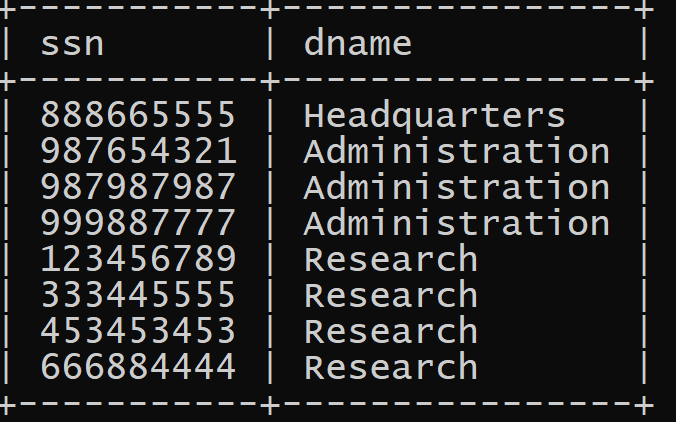 +-----------+----------------+
| ssn       | dname          |
+-----------+----------------+
| 888665555 | Headquarters   |
| 987654321 | Administration |
| 987987987 | Administration |
| 999887777 | Administration |
| 123456789 | Research       |
| 333445555 | Research       |
| 453453453 | Research       |
| 666884444 | Research       |
+-----------+----------------+